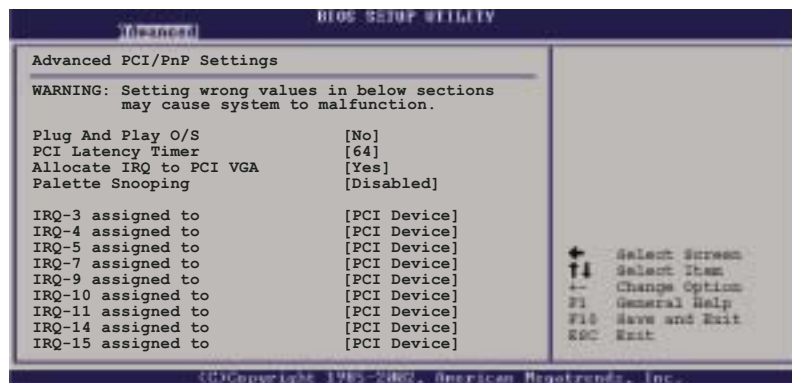 BIOS SETUP UTILITY
Advanced
Advanced PCI/PnP Settings
WARNING: Setting wrong values in below sections
may cause system to malfunction.
Plug And Play O/S [No]
PCI Latency Timer [64]
Allocate IRQ to PCI VGA [Yes]
Palette Snooping [Disabled]
IRQ-3 assigned to [PCI Device]
IRQ-4 assigned to [PCI Device]
IRQ-5 assigned to [PCI Device]
IRQ-7 assigned to [PCI Device]
IRQ-9 assigned to [PCI Device]
IRQ-10 assigned to [PCI Device]
IRQ-11 assigned to [PCI Device]
IRQ-14 assigned to [PCI Device]
IRQ-15 assigned to [PCI Device]
Select Screen
↑↓ Select Item
+- Change Option
F1 General Help
F10 Save and Exit
ESC Exit
(C)Copyright 1985-2002, American Megatrends, Inc.